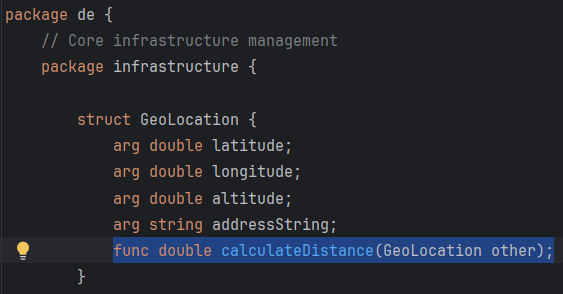 package de {
    // Core infrastructure management
    package infrastructure {
        struct GeoLocation {
            arg double latitude;
            arg double longitude;
            arg double altitude;
            arg string addressString;
            func double calculateDistance(GeoLocation other);
        }